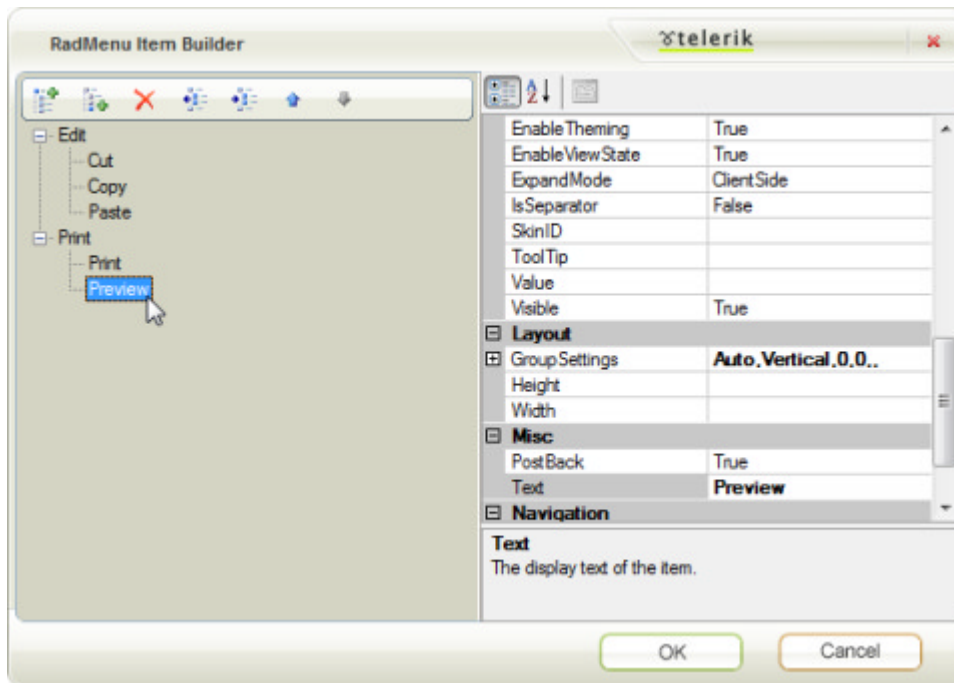 RadMenu Item Builder
telerik
Edit
Cut
Copy
Paste
Print
Print
Preview
EnableTheming True
EnableViewState True
ExpandMode ClientSide
IsSeparator False
SkinID
ToolTip
Value
Visible True
Layout
GroupSettings Auto,Vertical,0,0,,
Height
Width
Misc
PostBack True
Text Preview
Navigation
Text
The display text of the item.
OK
Cancel